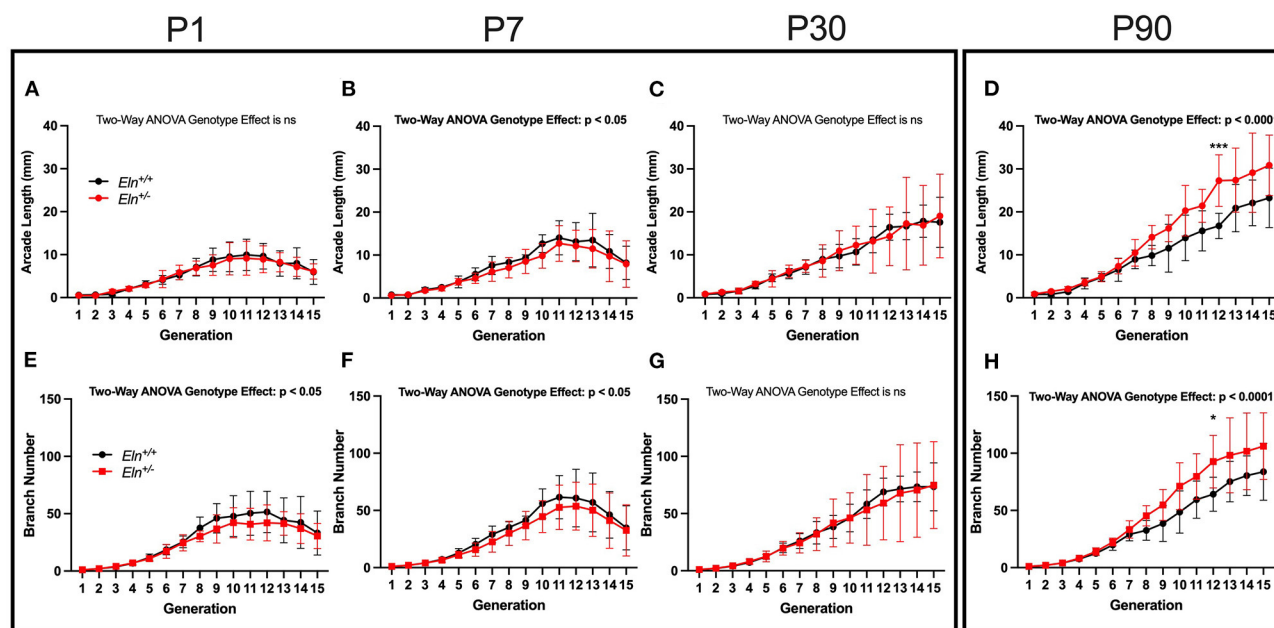 P1
P7
P30
P90
A
Two-Way ANOVA Genotype Effect is ns
Arcade Length (mm)
40
30
20
10
0
Eln+/+
Eln+/-
1 2 3 4 5 6 7 8 9 10 11 12 13 14 15
Generation
B
Two-Way ANOVA Genotype Effect: p < 0.05
Arcade Length (mm)
40
30
20
10
0
1 2 3 4 5 6 7 8 9 10 11 12 13 14 15
Generation
C
Two-Way ANOVA Genotype Effect is ns
Arcade Length (mm)
40
30
20
10
0
1 2 3 4 5 6 7 8 9 10 11 12 13 14 15
Generation
D
Two-Way ANOVA Genotype Effect: p < 0.000
***
Arcade Length (mm)
40
30
20
10
0
1 2 3 4 5 6 7 8 9 10 11 12 13 14 15
Generation
E
Two-Way ANOVA Genotype Effect: p < 0.05
Branch Number
150
100
50
0
Eln+/+
Eln+/-
1 2 3 4 5 6 7 8 9 10 11 12 13 14 15
Generation
F
Two-Way ANOVA Genotype Effect: p < 0.05
Branch Number
150
100
50
0
1 2 3 4 5 6 7 8 9 10 11 12 13 14 15
Generation
G
Two-Way ANOVA Genotype Effect is ns
Branch Number
150
100
50
0
1 2 3 4 5 6 7 8 9 10 11 12 13 14 15
Generation
H
Two-Way ANOVA Genotype Effect: p < 0.0001
*
Branch Number
150
100
50
0
1 2 3 4 5 6 7 8 9 10 11 12 13 14 15
Generation